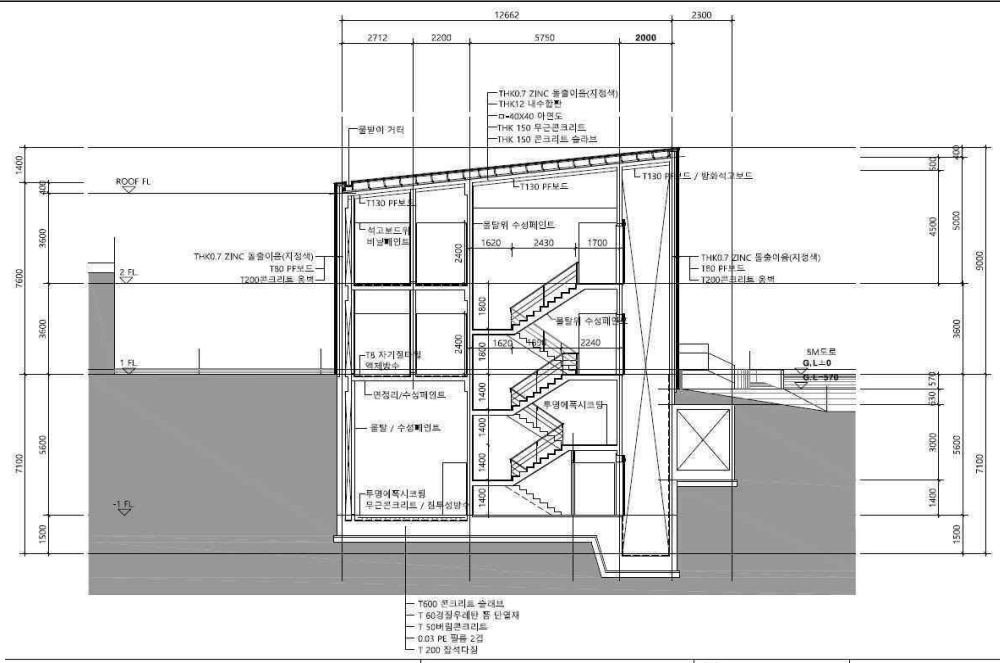 12662
2300
2712
2200
5750
2000
THK0.7 ZINC 돌출이음(지정색)
THK12 내수합판
ㅁ-40X40 아연도
THK 150 무근콘크리트
THK 150 콘크리트 슬라브
물받이 거터
1400
400
ROOF FL
T130 PF보드
T130 PF보드
T130 PF보드 / 방화석고보드
400
500
석고보드위
비닐페인트
몰탈위 수성페인트
3600
2400
1620
2430
1700
4500
5000
9000
THK0.7 ZINC 돌출이음(지정색)
T80 PF보드
T200콘크리트 옹벽
THK0.7 ZINC 돌출이음(지정색)
T80 PF보드
T200콘크리트 옹벽
7600
2 FL
1800
몰탈위 수성페인트
3600
2400
1800
1620
2240
3600
T8 자기질타일
액체방수
5M도로
G.L±0
G.L-570
1 FL
570
630
면정리/수성페인트
1400
투명에폭시코팅
몰탈 / 수성페인트
1400
5600
7100
3000
5600
7100
1400
투명에폭시코팅
무근콘크리트 / 침투성방수
1400
1400
-1 FL
1500
1500
T600 콘크리트 슬래브
T 60경질우레탄 폼 단열재
T 50버림콘크리트
0.03 PE 필름 2겹
T 200 잡석다짐